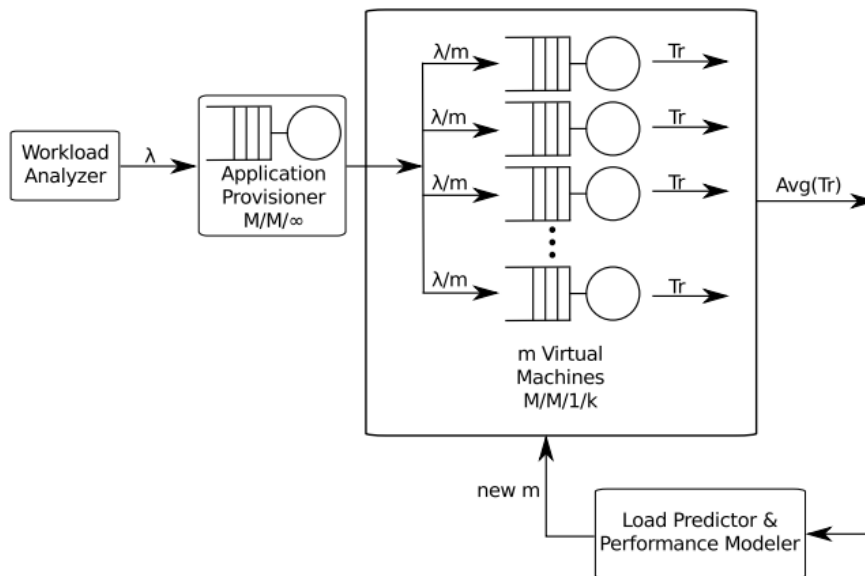 Workload
Analyzer
λ
Application
Provisioner
M/M/∞
λ/m
Tr
λ/m
Tr
λ/m
Tr
λ/m
Tr
m Virtual
Machines
M/M/1/k
Avg(Tr)
new m
Load Predictor &
Performance Modeler